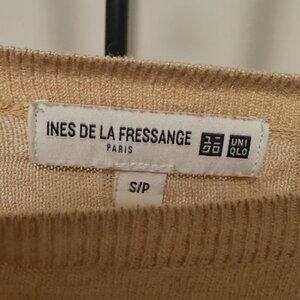 INES DE LA FRESSANGE
PARIS
ユニ
クロ
UNI
QLO
S/P